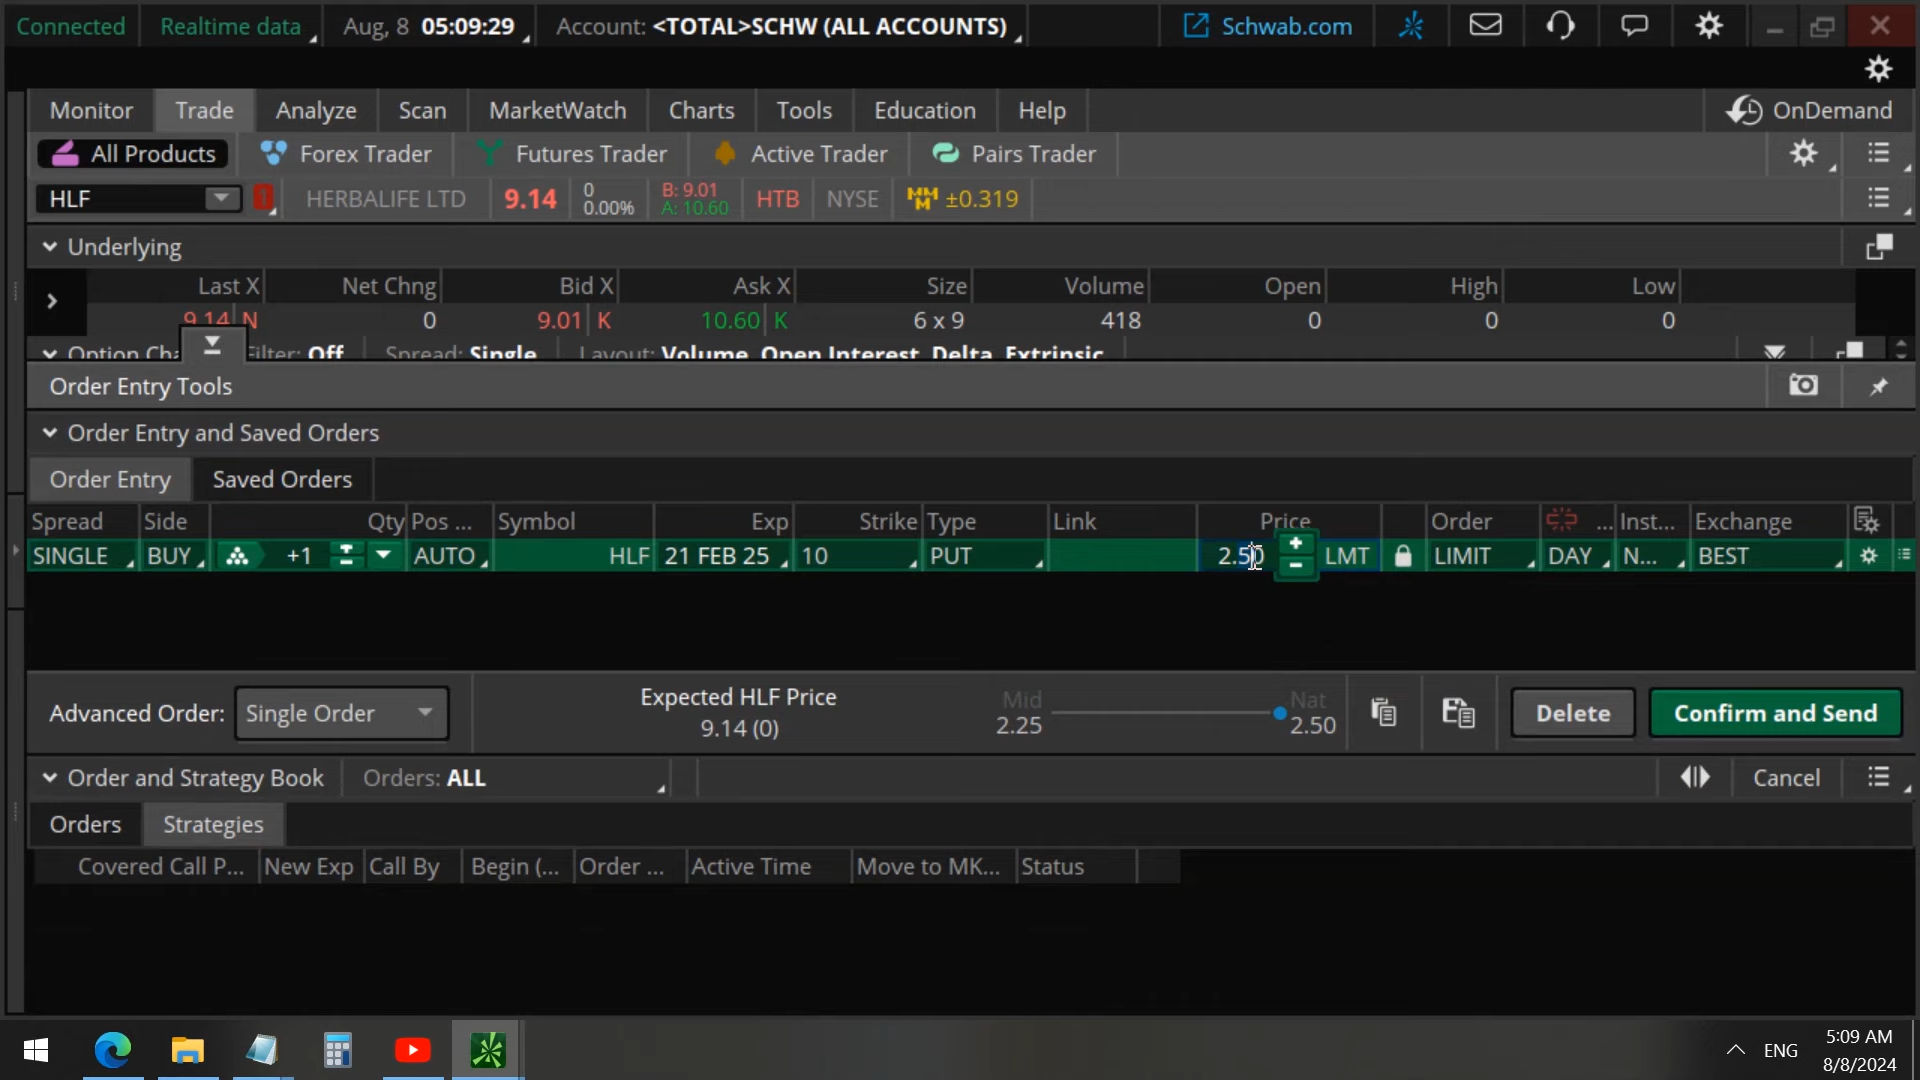 Connected Realtime data Aug, 8 05:09:29 Account: <TOTAL>SCHW (ALL ACCOUNTS) Schwab.com
Monitor Trade Analyze Scan MarketWatch Charts Tools Education Help OnDemand
All Products Forex Trader Futures Trader Active Trader Pairs Trader
HLF 1 HERBALIFE LTD 9.14 0 0.00% B: 9.01 A: 10.60 HTB NYSE MMM ±0.319
Underlying
Last X Net Chng Bid X Ask X Size Volume Open High Low
9.14 N 0 9.01 K 10.60 K 6 x 9 418 0 0 0
Option Cha Filter: Off Spread: Single Layout: Volume, Open Interest, Delta, Extrinsic
Order Entry Tools
Order Entry and Saved Orders
Order Entry Saved Orders
Spread Side Qty Pos ... Symbol Exp Strike Type Link Price Order ... Inst... Exchange
SINGLE BUY +1 AUTO HLF 21 FEB 25 10 PUT 2.50 LMT LIMIT DAY N... BEST
Advanced Order: Single Order Expected HLF Price 9.14 (0) Mid 2.25 Nat 2.50 Delete Confirm and Send
Order and Strategy Book Orders: ALL Cancel
Orders Strategies
Covered Call P... New Exp Call By Begin (... Order ... Active Time Move to MK... Status
ENG 5:09 AM
8/8/2024